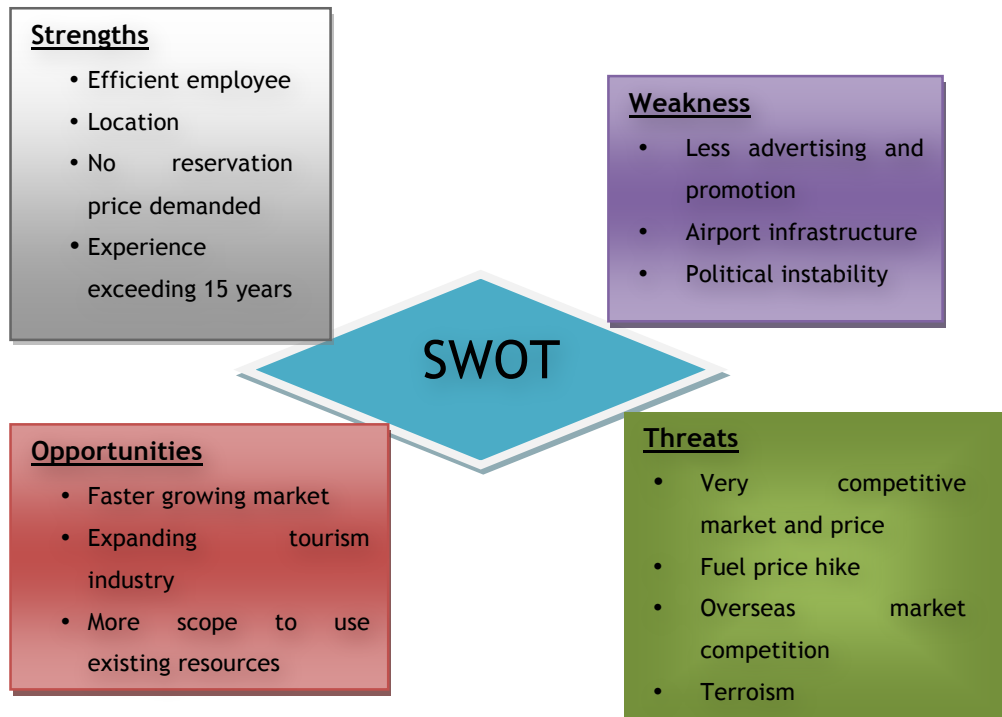 Strengths
• Efficient employee
• Location
• No reservation
price demanded
• Experience
exceeding 15 years
Weakness
• Less advertising and
promotion
• Airport infrastructure
• Political instability
SWOT
Opportunities
• Faster growing market
• Expanding tourism
industry
• More scope to use
existing resources
Threats
• Very competitive
market and price
• Fuel price hike
• Overseas market
competition
• Terroism